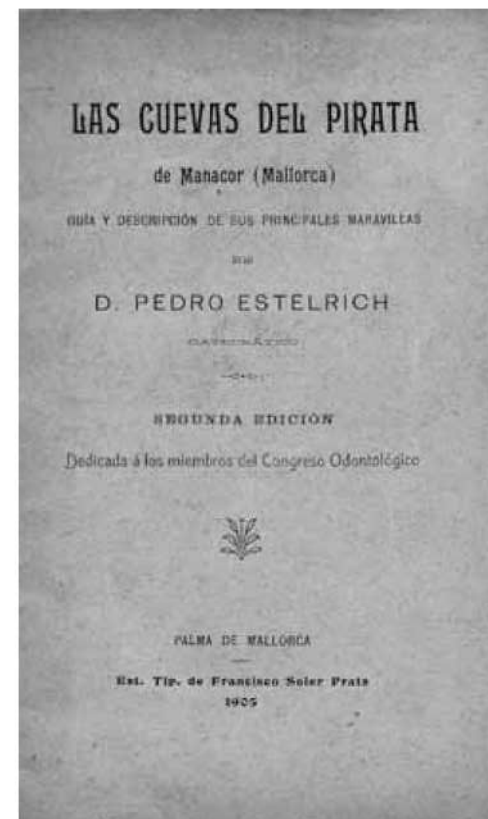 LAS CUEVAS DEL PIRATA
de Manacor (Mallorca)
GUÍA Y DESCRIPCIÓN DE SUS PRINCIPALES MARAVILLAS
POR
D. PEDRO ESTELRICH
CATEDRÁTICO
SEGUNDA EDICIÓN
Dedicada á los miembros del Congreso Odontológico
PALMA DE MALLORCA
Est. Tip. de Francisco Soler Prats
1905